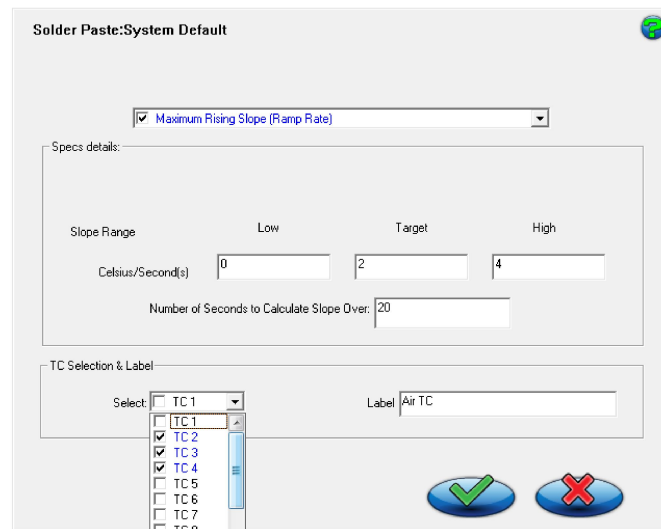 Solder Paste:System Default
?
Maximum Rising Slope (Ramp Rate)
Specs details:
Slope Range Low Target High
Celsius/Second(s) 0 2 4
Number of Seconds to Calculate Slope Over: 20
TC Selection & Label
Select: TC 1 Label Air TC
TC 1
TC 2
TC 3
TC 4
TC 5
TC 6
TC 7